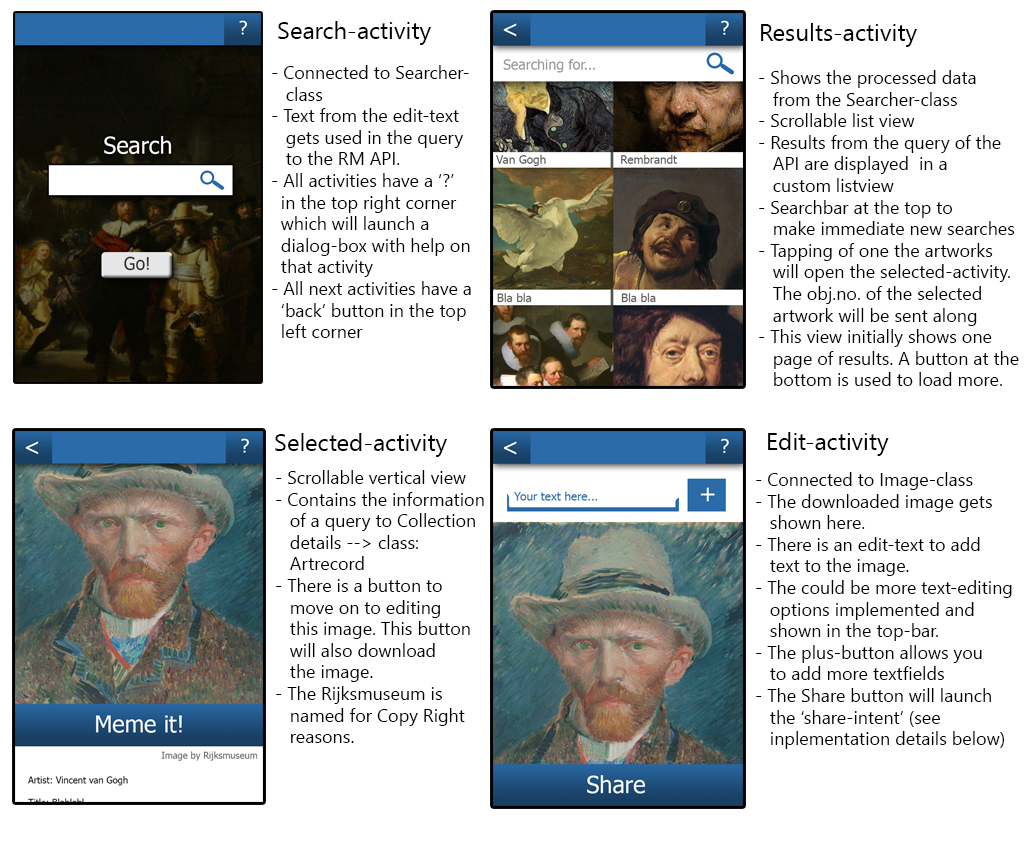 ?
Search
Go!
Search-activity
- Connected to Searcher-
class
- Text from the edit-text
gets used in the query
to the RM API.
- All activities have a ‘?’
in the top right corner
which will launch a
dialog-box with help on
that activity
- All next activities have a
‘back’ button in the top
left corner
<
?
Searching for...
Van Gogh
Rembrandt
Bla bla
Bla bla
Results-activity
- Shows the processed data
from the Searcher-class
- Scrollable list view
- Results from the query of the
API are displayed in a
custom listview
- Searchbar at the top to
make immediate new searches
- Tapping of one the artworks
will open the selected-activity.
The obj.no. of the selected
artwork will be sent along
- This view initially shows one
page of results. A button at the
bottom is used to load more.
<
?
Meme it!
Image by Rijksmuseum
Artist: Vincent van Gogh
Title: Blablabl
Selected-activity
- Scrollable vertical view
- Contains the information
of a query to Collection
details --> class:
Artrecord
- There is a button to
move on to editing
this image. This button
will also download
the image.
- The Rijksmuseum is
named for Copy Right
reasons.
<
?
Your text here...
+
Share
Edit-activity
- Connected to Image-class
- The downloaded image gets
shown here.
- There is an edit-text to add
text to the image.
- The could be more text-editing
options implemented and
shown in the top-bar.
- The plus-button allows you
to add more textfields
- The Share button will launch
the ‘share-intent’ (see
inplementation details below)